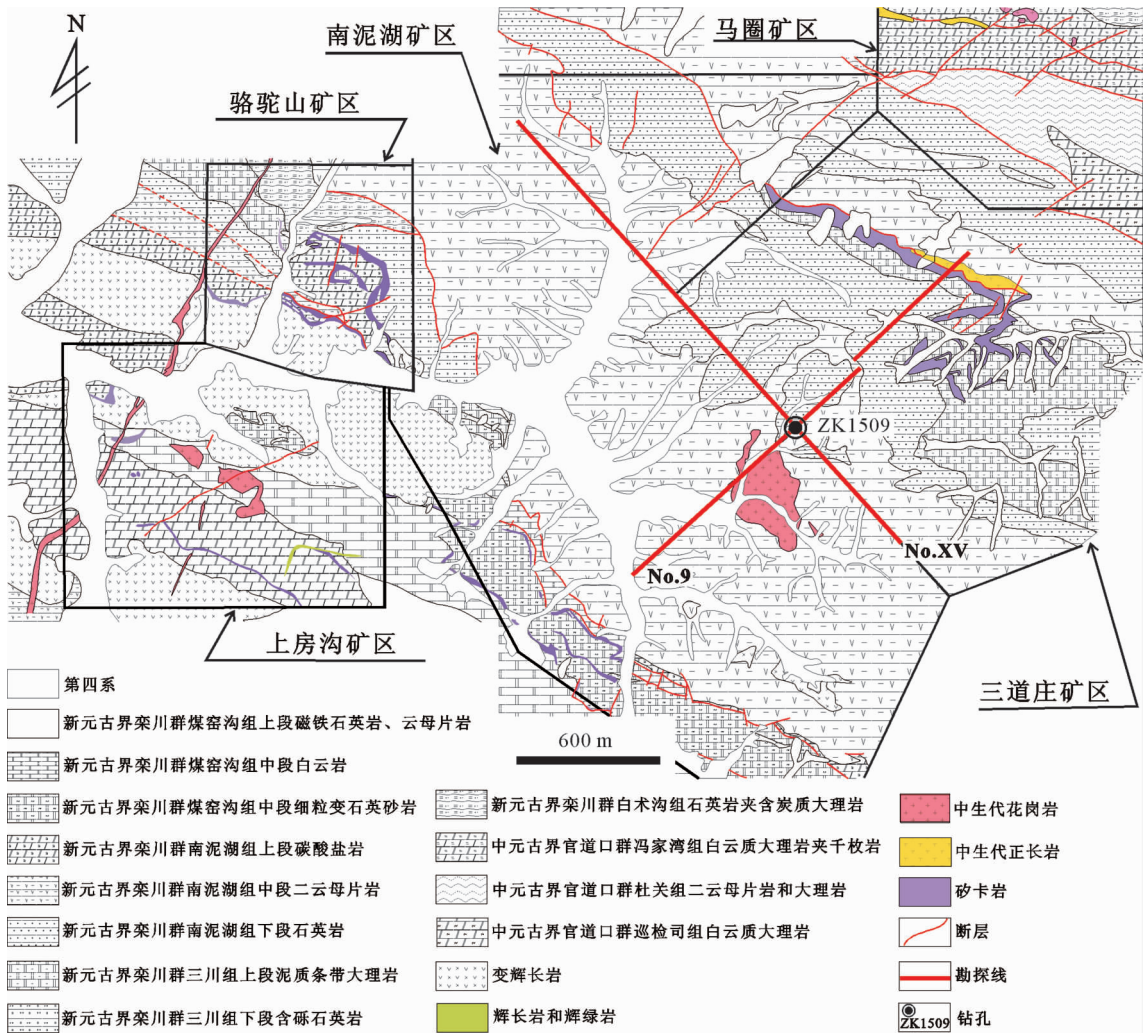 N
南泥湖矿区
马圈矿区
骆驼山矿区
ZK1509
No.XV
No.9
上房沟矿区
三道庄矿区
600 m
第四系
新元古界栾川群煤窑沟组上段磁铁石英岩、云母片岩
新元古界栾川群煤窑沟组中段白云岩
新元古界栾川群煤窑沟组中段细粒变石英砂岩
新元古界栾川群南泥湖组上段碳酸盐岩
新元古界栾川群南泥湖组中段二云母片岩
新元古界栾川群南泥湖组下段石英岩
新元古界栾川群三川组上段泥质条带大理岩
新元古界栾川群三川组下段含砾石英岩
新元古界栾川群白术沟组石英岩夹含炭质大理岩
中元古界官道口群冯家湾组白云质大理岩夹千枚岩
中元古界官道口群杜关组二云母片岩和大理岩
中元古界官道口群巡检司组白云质大理岩
变辉长岩
辉长岩和辉绿岩
中生代花岗岩
中生代正长岩
矽卡岩
断层
勘探线
ZK1509
钻孔